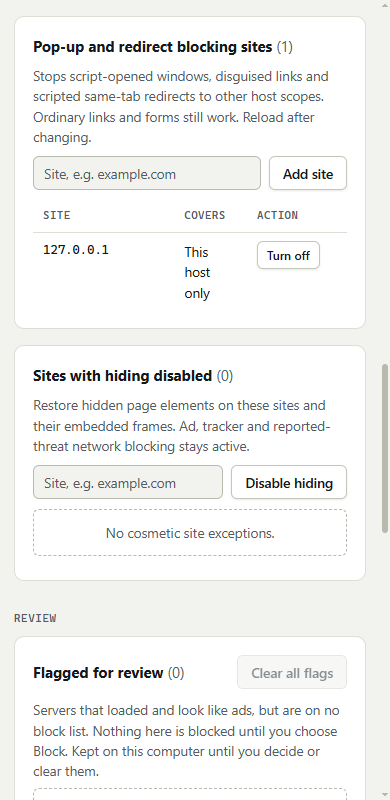 Pop-up and redirect blocking sites (1)
Stops script-opened windows, disguised links and
scripted same-tab redirects to other host scopes.
Ordinary links and forms still work. Reload after
changing.
Site, e.g. example.com
Add site
SITE COVERS ACTION
127.0.0.1 This host only Turn off
Sites with hiding disabled (0)
Restore hidden page elements on these sites and
their embedded frames. Ad, tracker and reported-
threat network blocking stays active.
Site, e.g. example.com
Disable hiding
No cosmetic site exceptions.
REVIEW
Flagged for review (0)
Clear all flags
Servers that loaded and look like ads, but are on no
block list. Nothing here is blocked until you choose
Block. Kept on this computer until you decide or
clear them.